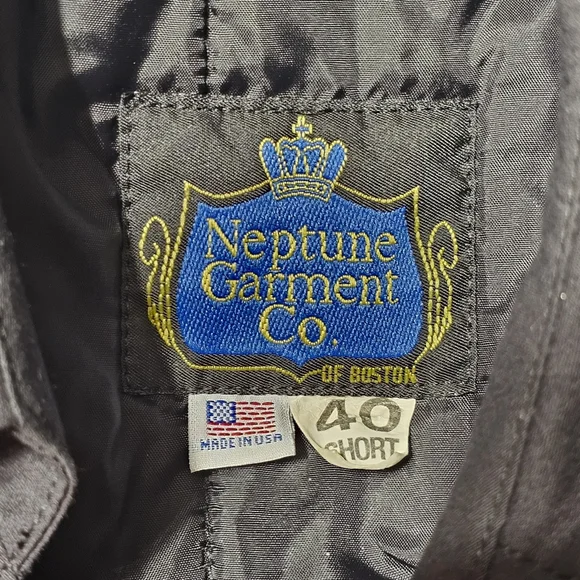 Neptune
Garment
Co.
OF BOSTON
MADE IN USA
40
SHORT